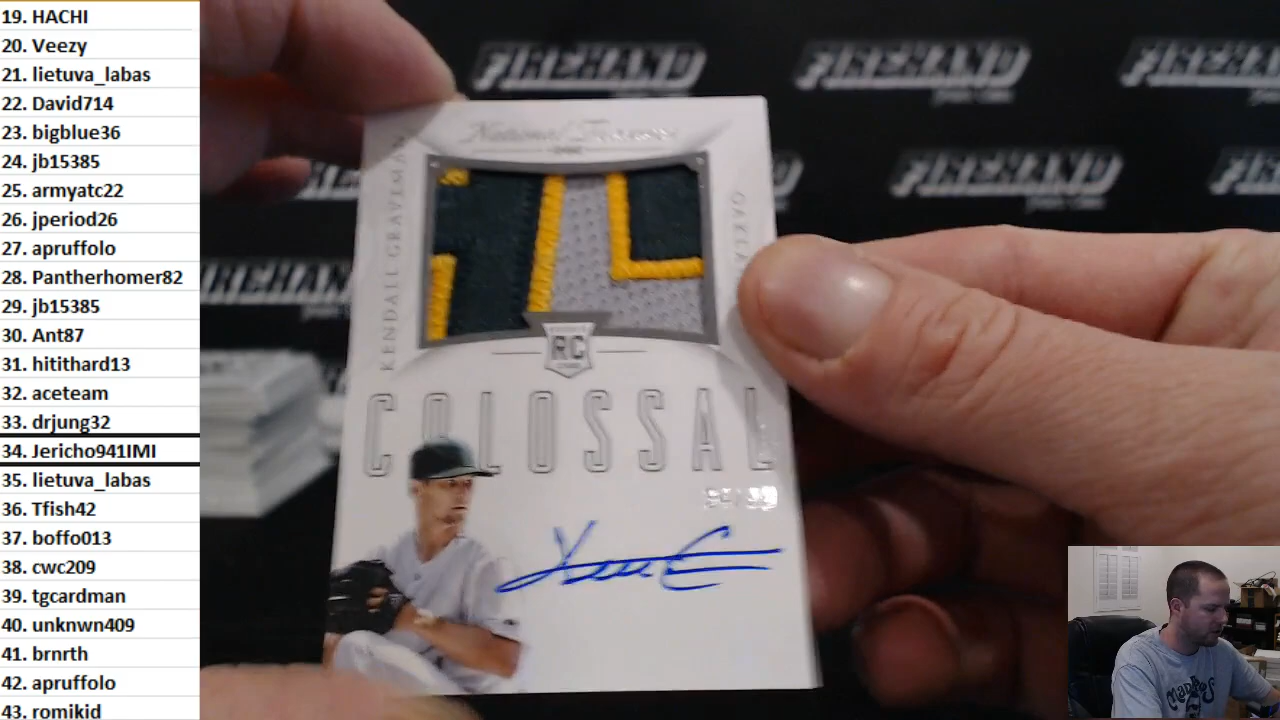 19. HACHI
20. Veezy
21. lietuva_labas
22. David714
23. bigblue36
24. jb15385
25. armyatc22
26. jperiod26
27. apruffolo
28. Pantherhomer82
29. jb15385
30. Ant87
31. hitithard13
32. aceteam
33. drjung32
34. Jericho941IMI
35. lietuva_labas
36. Tfish42
37. boffo013
38. cwc209
39. tgcardman
40. unknwn409
41. brnrth
42. apruffolo
43. romikid
FIREHAND
FIREHAND
FIREHAND
FIREHAND
FIREHAND
National Treasures
KENDALL GRAVEMAN
RC
COLOSSAL